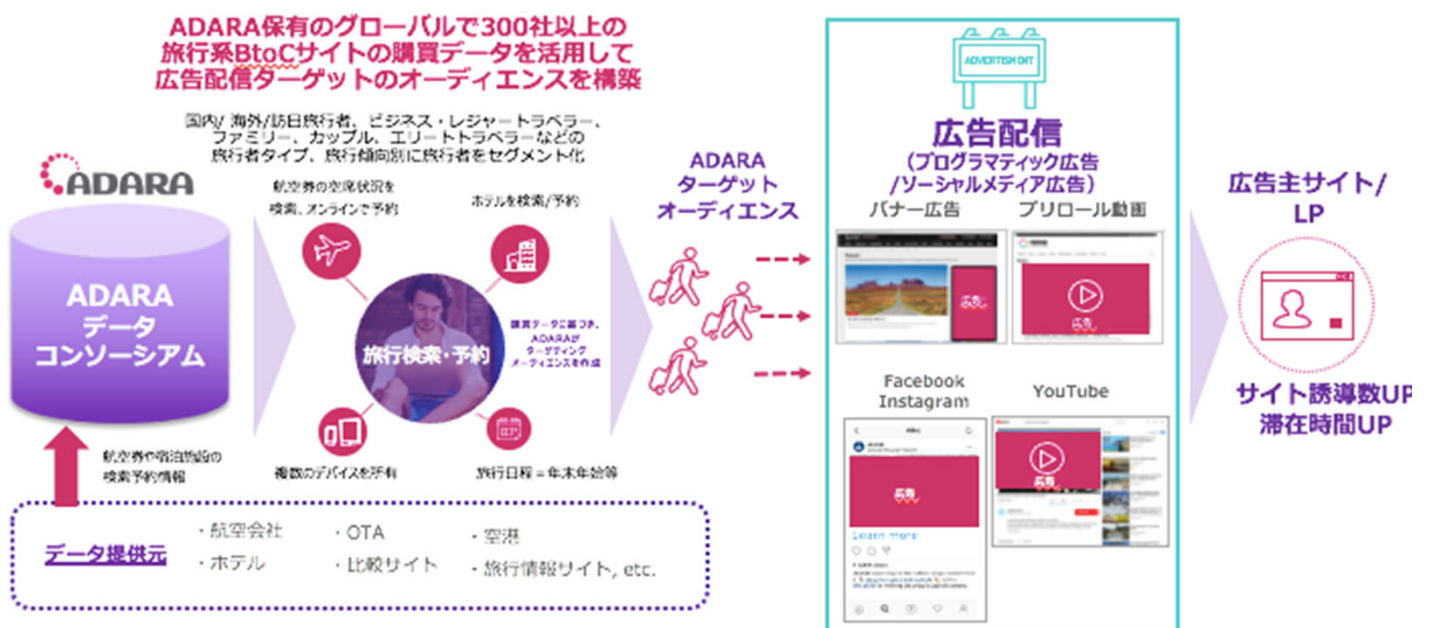 ADARA保有のグローバルで300社以上の
旅行系BtoCサイトの購買データを活用して
広告配信ターゲットのオーディエンスを構築
国内/ 海外/訪日旅行者、ビジネス・レジャートラベラー、
ファミリー、カップル、エリートトラベラーなどの
旅行者タイプ、旅行傾向別に旅行者をセグメント化
ADARA
ADARA
データ
コンソーシアム
航空券の空席状況を
検索、オンラインで予約
ホテルを検索/予約
旅行検索・予約
購買データに基づき、
ADARAが
ターゲティング
オーディエンスを作成
複数のデバイスを所有
旅行日程=年末年始等
航空券や宿泊施設の
検索予約情報
データ提供元
・航空会社
・OTA
・空港
・ホテル
・比較サイト
・旅行情報サイト, etc.
ADARA
ターゲット
オーディエンス
ADVERTISMENT
広告配信
(プログラマティック広告
/ソーシャルメディア広告)
バナー広告
プリロール動画
広告
広告
Facebook
Instagram
YouTube
広告
広告
Learn more
広告主サイト/
LP
サイト誘導数UP
滞在時間UP